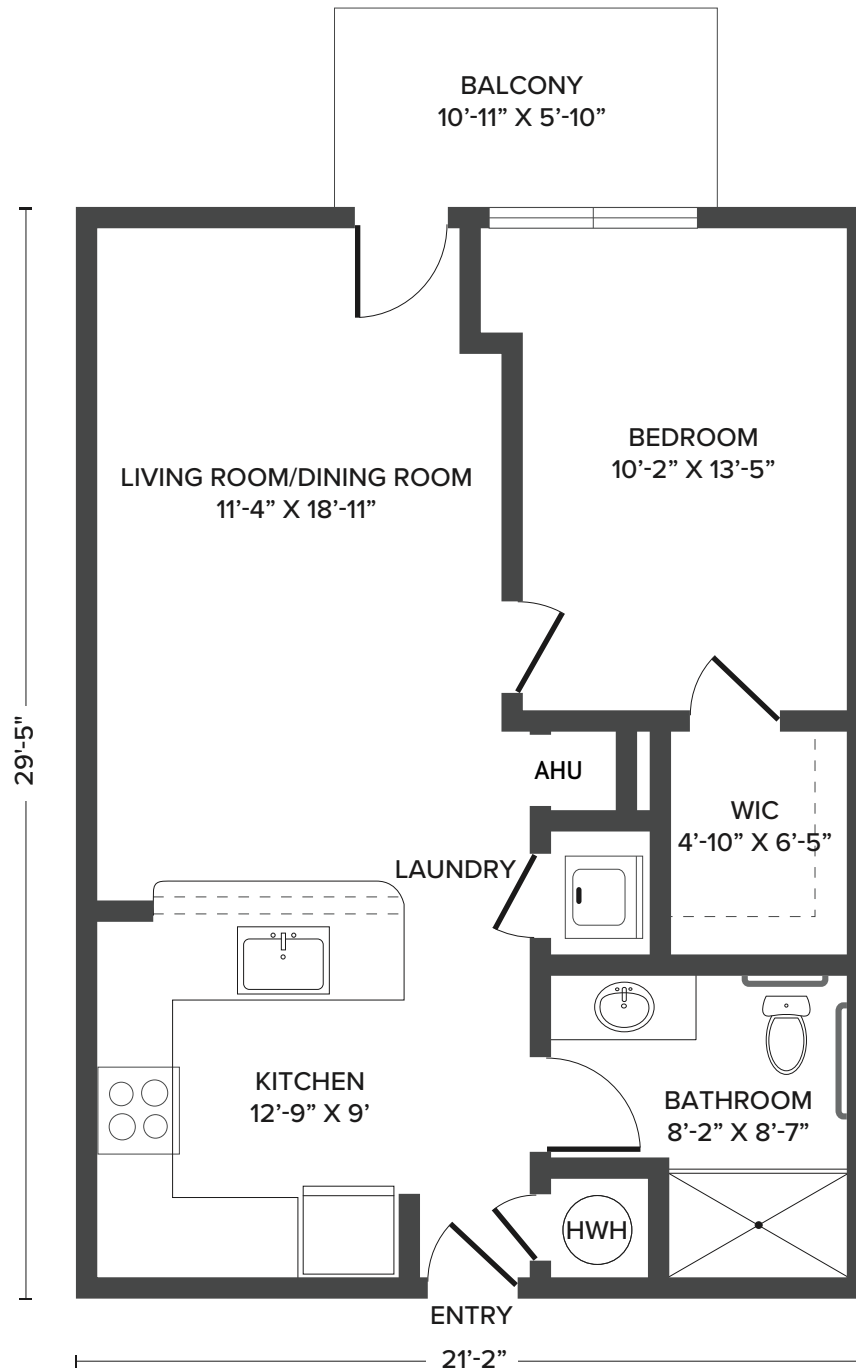 BALCONY
10’-11” X 5’-10”
BEDROOM
10’-2” X 13’-5”
LIVING ROOM/DINING ROOM
11’-4” X 18’-11”
29'-5"
AHU
WIC
4’-10” X 6’-5”
LAUNDRY
KITCHEN
12’-9” X 9’
BATHROOM
8’-2” X 8’-7”
HWH
ENTRY
21’-2”